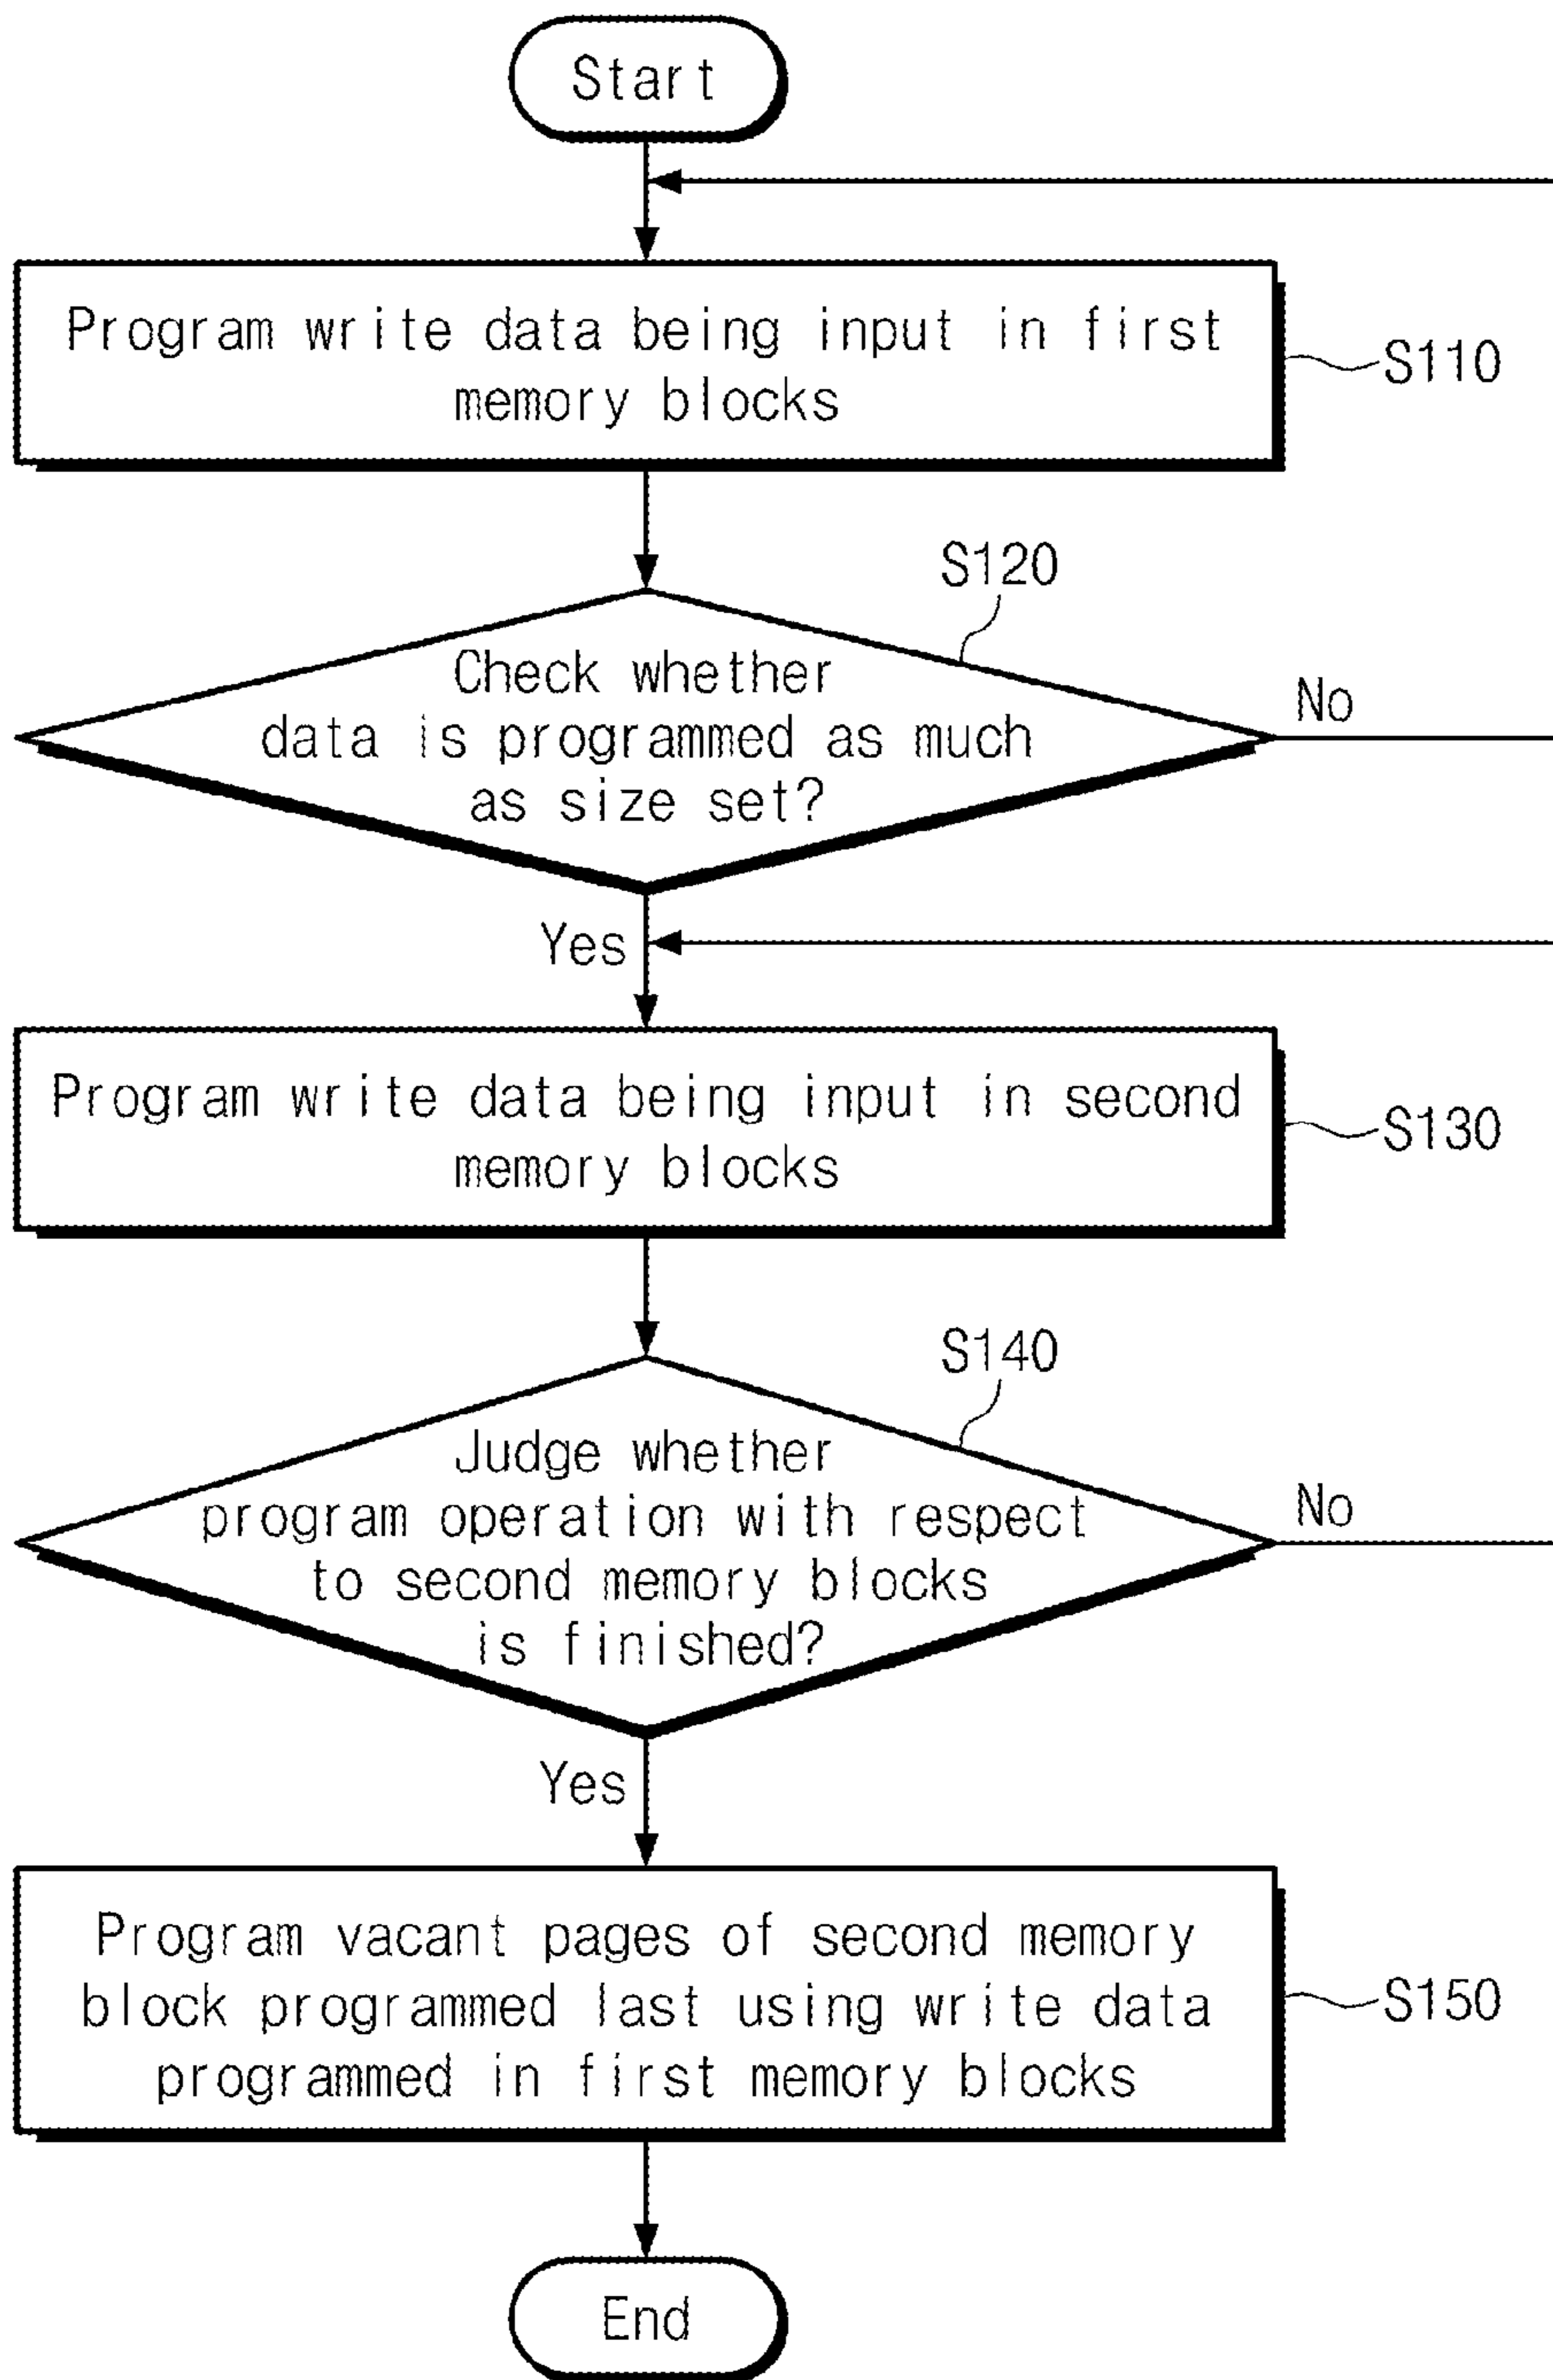 Start
Program write data being input in first
memory blocks
S110
S120
Check whether
data is programmed as much
as size set?
No
Yes
Program write data being input in second
memory blocks
S130
S140
Judge whether
program operation with respect
to second memory blocks
is finished?
No
Yes
Program vacant pages of second memory
block programmed last using write data
programmed in first memory blocks
S150
End